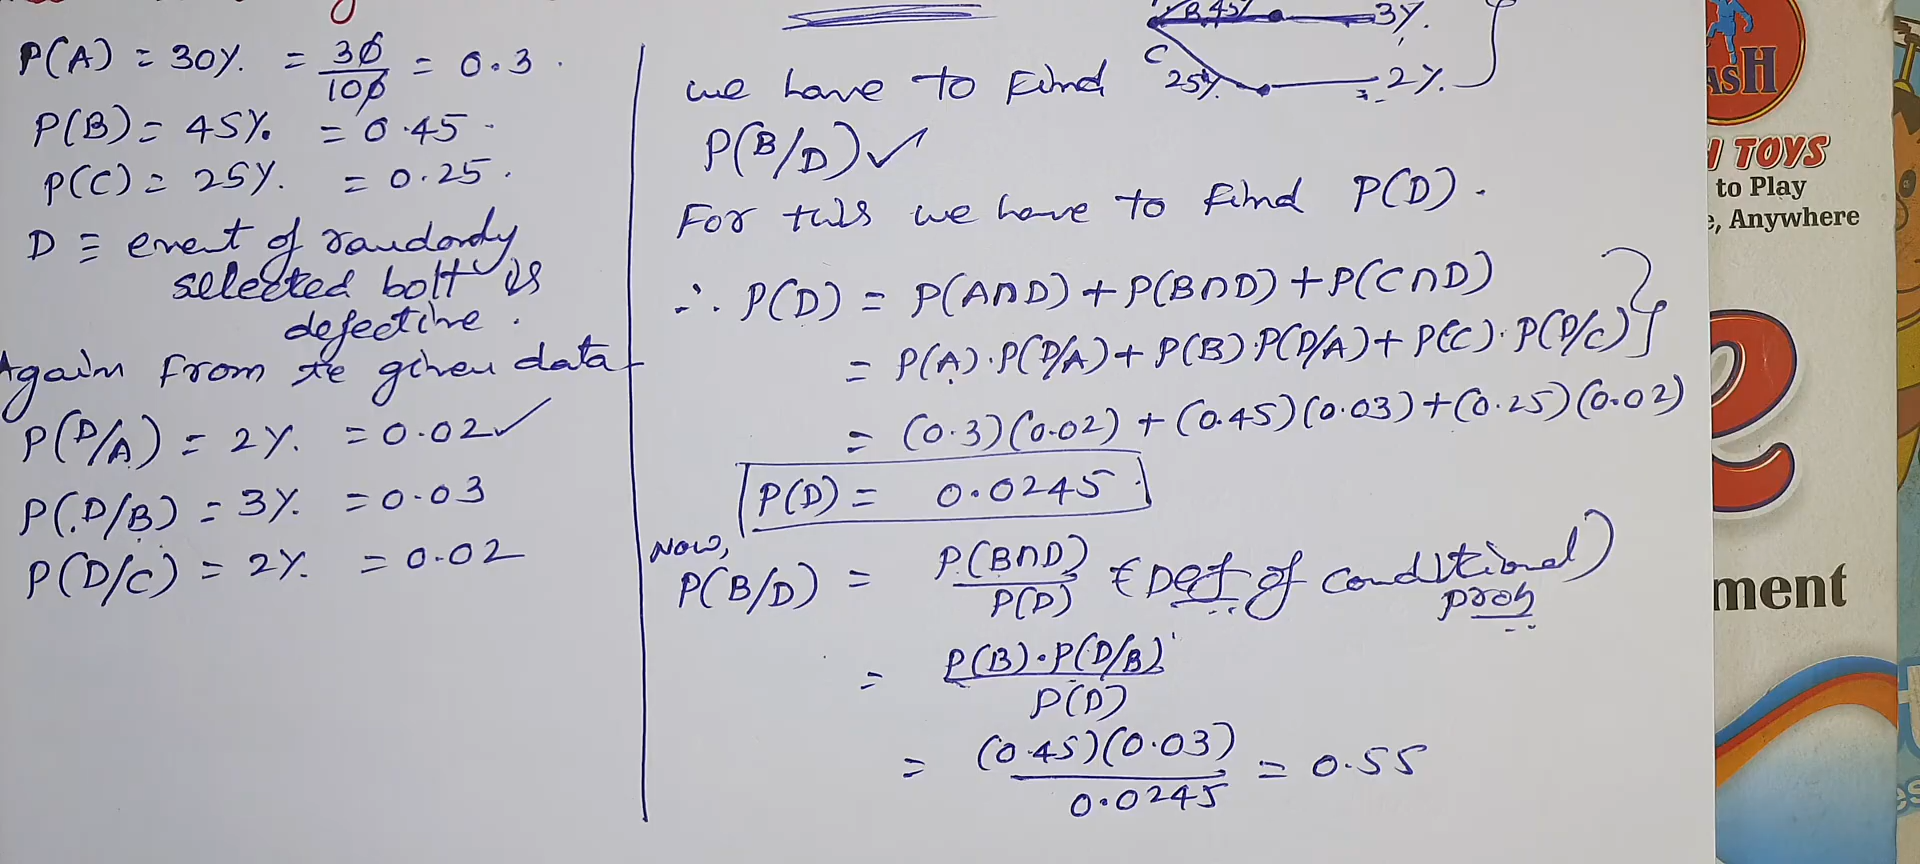 P(A) = 30% = 30/100 = 0.3 .
P(B) = 45% = 0.45 -
P(C) = 25% = 0.25 .
D ≡ event of randomly
selected bolt is
defective .
Again from the given data
P(D/A) = 2% = 0.02 ✓
P(D/B) = 3% = 0.03
P(D/C) = 2% = 0.02
B 45% 3%.
C 25% 2%.
we have to find
P(B/D) ✓
For this we have to find P(D) .
∴ P(D) = P(A∩D) + P(B∩D) + P(C∩D)
= P(A).P(D/A) + P(B).P(D/A) + P(C).P(D/C)
= (0.3)(0.02) + (0.45)(0.03) + (0.25)(0.02)
P(D) = 0.0245 .
Now,
P(B/D) = P(B∩D)/P(D) (Def of conditional)
prob
= P(B).P(D/B)/P(D)
= (0.45)(0.03)/0.0245 = 0.55
ASH
TOYS
to Play
, Anywhere
e
ment